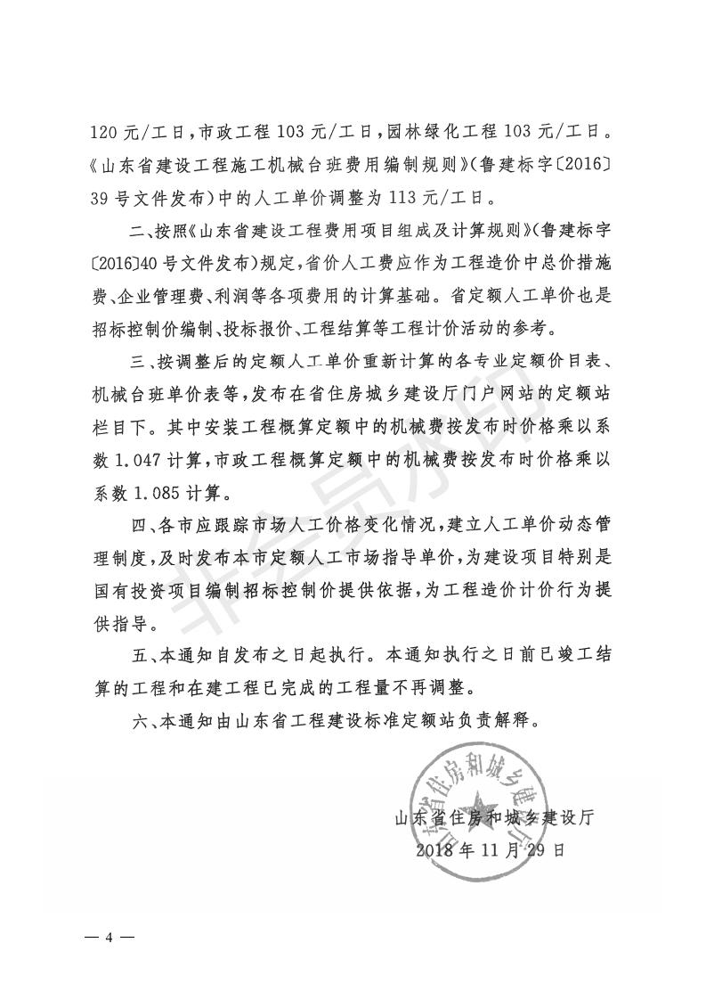 120 元/工日,市政工程 103 元/工日,园林绿化工程 103 元/工日。
《山东省建设工程施工机械台班费用编制规则》(鲁建标字〔2016〕
39 号文件发布)中的人工单价调整为 113 元/工日。
二、按照《山东省建设工程费用项目组成及计算规则》(鲁建标字
〔2016〕40 号文件发布)规定,省价人工费应作为工程造价中总价措施
费、企业管理费、利润等各项费用的计算基础。省定额人工单价也是
招标控制价编制、投标报价、工程结算等工程计价活动的参考。
三、按调整后的定额人工单价重新计算的各专业定额价目表、
机械台班单价表等,发布在省住房城乡建设厅门户网站的定额站
栏目下。其中安装工程概算定额中的机械费按发布时价格乘以系
数 1.047 计算,市政工程概算定额中的机械费按发布时价格乘以
系数 1.085 计算。
四、各市应跟踪市场人工价格变化情况,建立人工单价动态管
理制度,及时发布本市定额人工市场指导单价,为建设项目特别是
国有投资项目编制招标控制价提供依据,为工程造价计价行为提
供指导。
五、本通知自发布之日起执行。本通知执行之日前已竣工结
算的工程和在建工程已完成的工程量不再调整。
六、本通知由山东省工程建设标准定额站负责解释。
山东省住房和城乡建设厅
山东省住房和城乡建设厅
2018 年 11 月 29 日
— 4 —
非会员水印